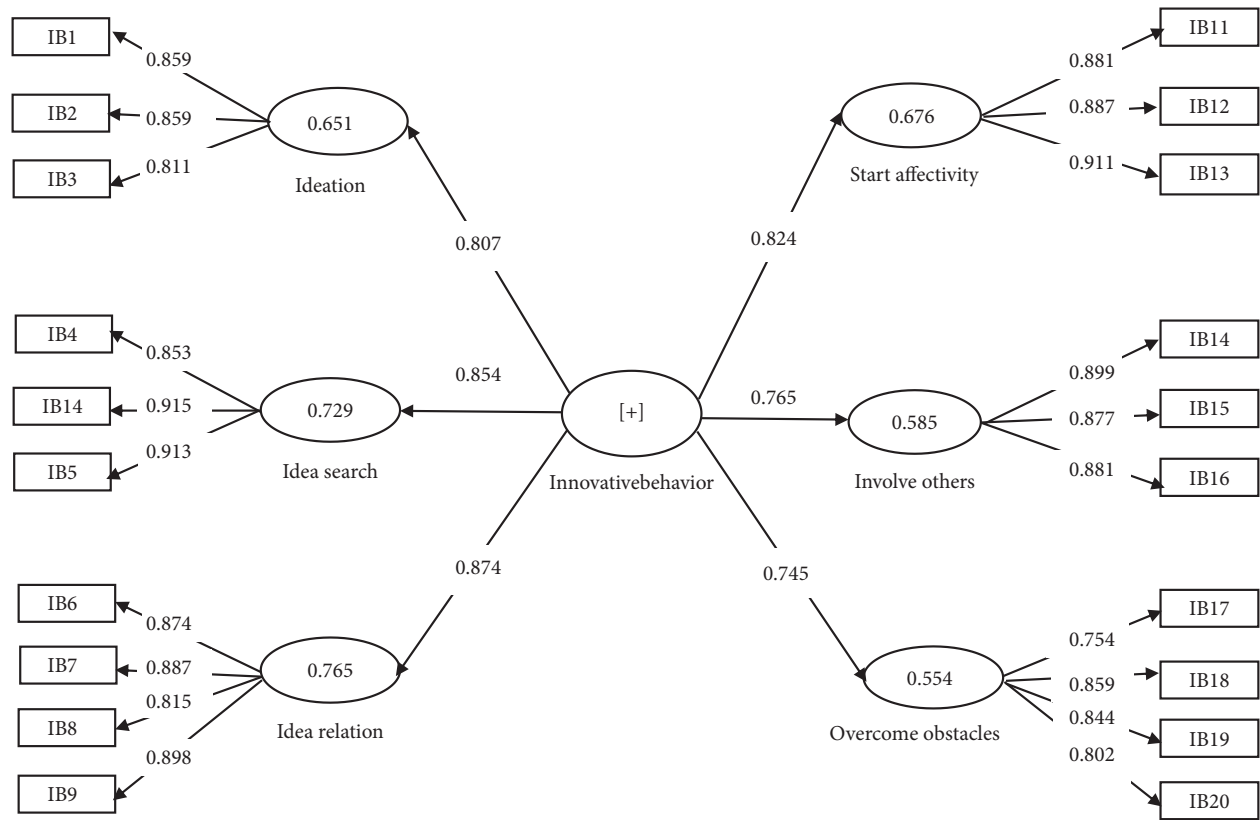 IB1
0.859
IB2
0.859
0.811
IB3
0.651
Ideation
0.807
IB4
0.853
IB14
0.915
0.913
IB5
0.729
Idea search
0.854
IB6
0.874
IB7
0.887
0.815
IB8
0.898
IB9
0.765
Idea relation
0.874
[+]
Innovativebehavior
0.824
0.676
Start affectivity
IB11
0.881
IB12
0.887
0.911
IB13
0.765
0.585
Involve others
IB14
0.899
IB15
0.877
0.881
IB16
0.745
0.554
Overcome obstacles
IB17
0.754
IB18
0.859
0.844
IB19
0.802
IB20